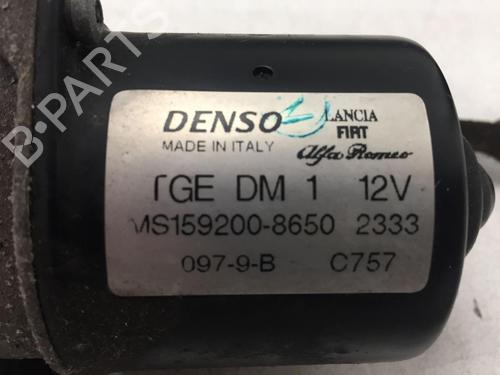 B-PARTS
DENSO LANCIA
MADE IN ITALY FIAT
Alfa Romeo
TGE DM 1 12V
MS159200-8650 2333
097-9-B C757